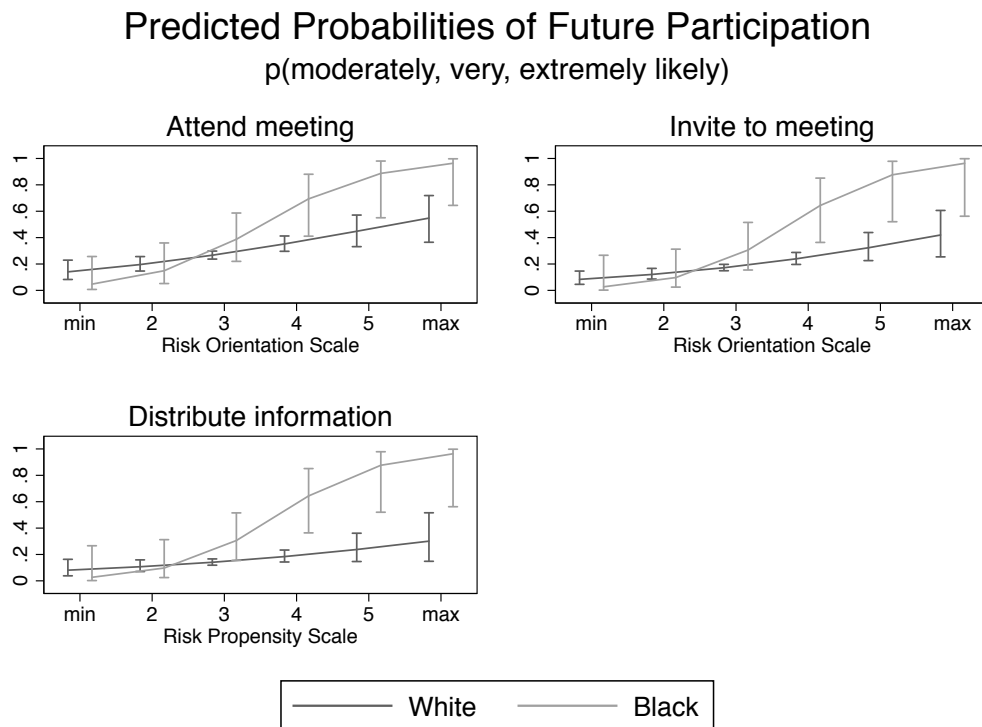 Predicted Probabilities of Future Participation
p(moderately, very, extremely likely)
Attend meeting
0 .2 .4 .6 .8 1
min 2 3 4 5 max
Risk Orientation Scale
Invite to meeting
0 .2 .4 .6 .8 1
min 2 3 4 5 max
Risk Orientation Scale
Distribute information
0 .2 .4 .6 .8 1
min 2 3 4 5 max
Risk Propensity Scale
White Black